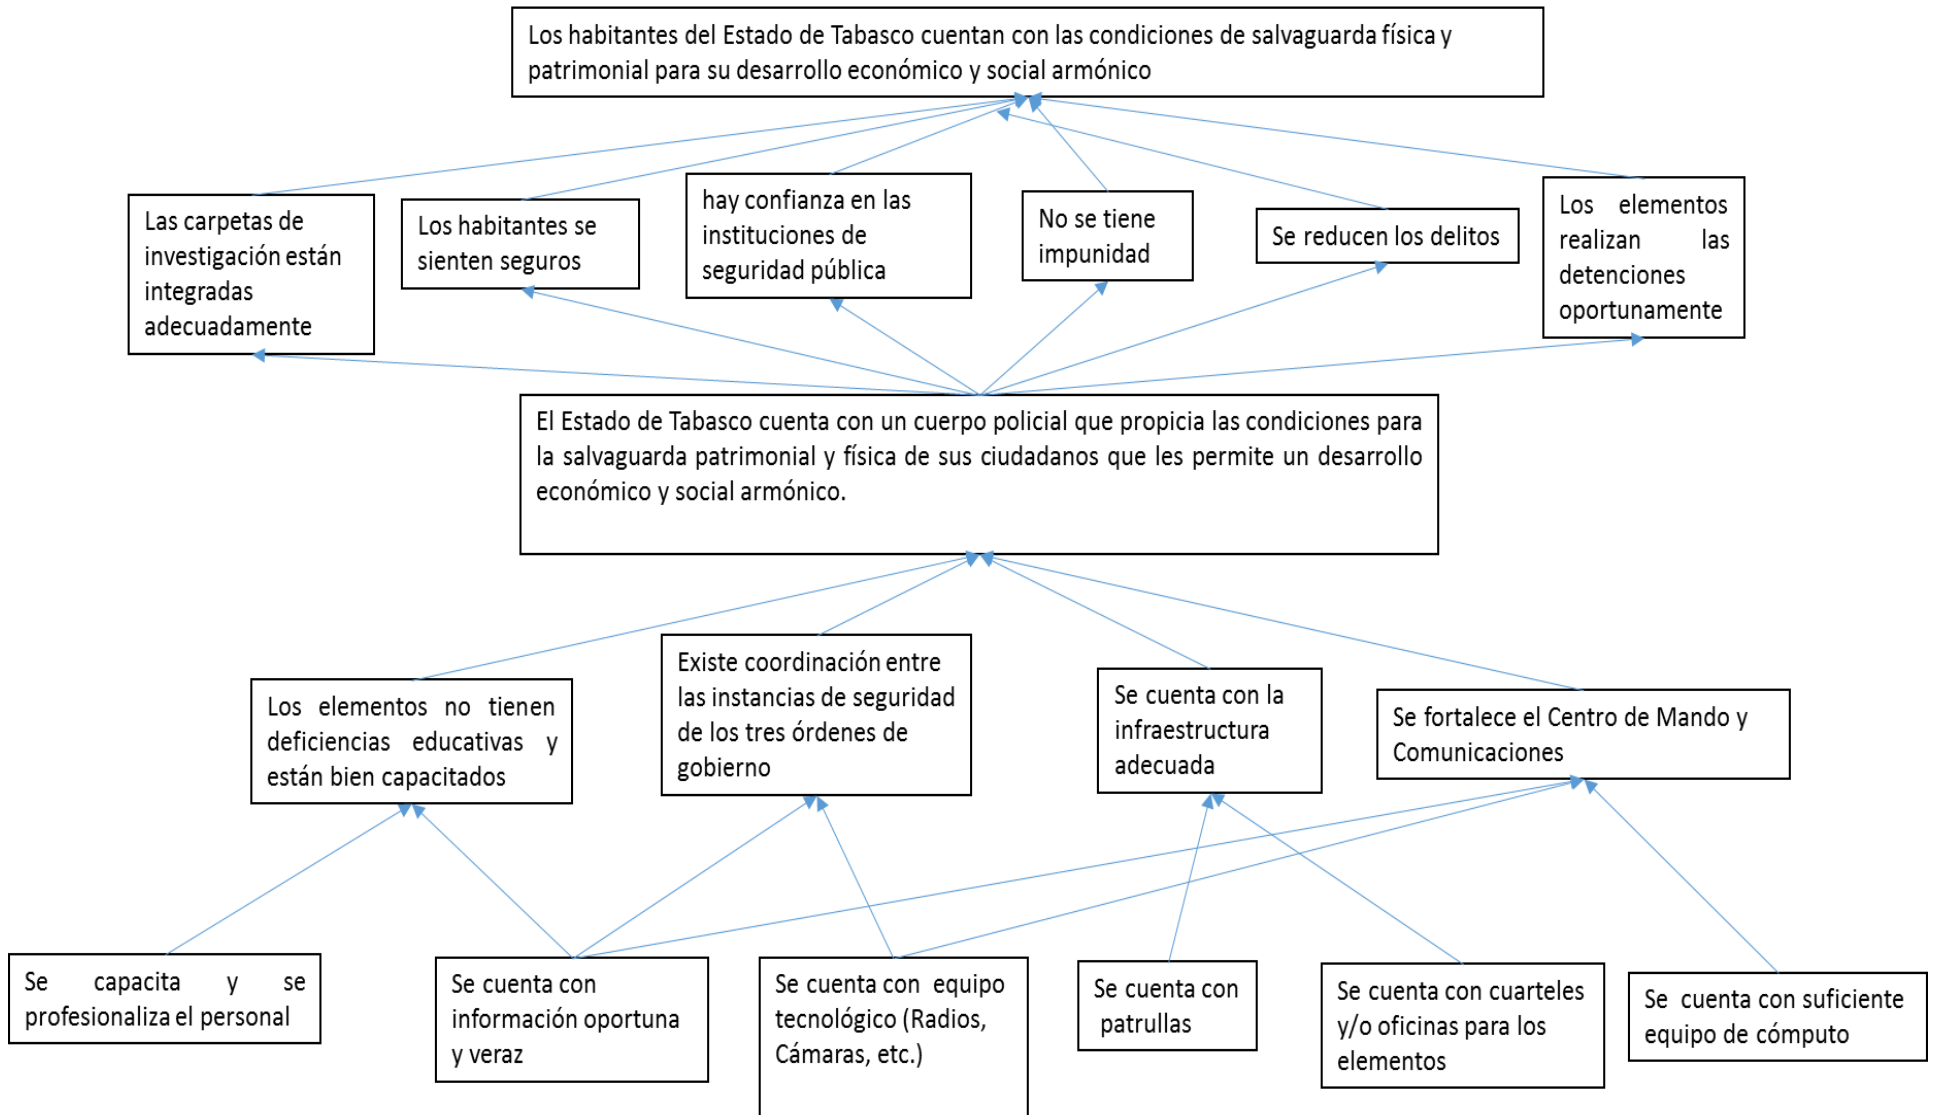 Los habitantes del Estado de Tabasco cuentan con las condiciones de salvaguarda física y
patrimonial para su desarrollo económico y social armónico
Las carpetas de
investigación están
integradas
adecuadamente
Los habitantes se
sienten seguros
hay confianza en las
instituciones de
seguridad pública
No se tiene
impunidad
Se reducen los delitos
Los elementos
realizan las
detenciones
oportunamente
El Estado de Tabasco cuenta con un cuerpo policial que propicia las condiciones para
la salvaguarda patrimonial y física de sus ciudadanos que les permite un desarrollo
económico y social armónico.
Los elementos no tienen
deficiencias educativas y
están bien capacitados
Existe coordinación entre
las instancias de seguridad
de los tres órdenes de
gobierno
Se cuenta con la
infraestructura
adecuada
Se fortalece el Centro de Mando y
Comunicaciones
Se capacita y se
profesionaliza el personal
Se cuenta con
información oportuna
y veraz
Se cuenta con equipo
tecnológico (Radios,
Cámaras, etc.)
Se cuenta con
patrullas
Se cuenta con cuarteles
y/o oficinas para los
elementos
Se cuenta con suficiente
equipo de cómputo